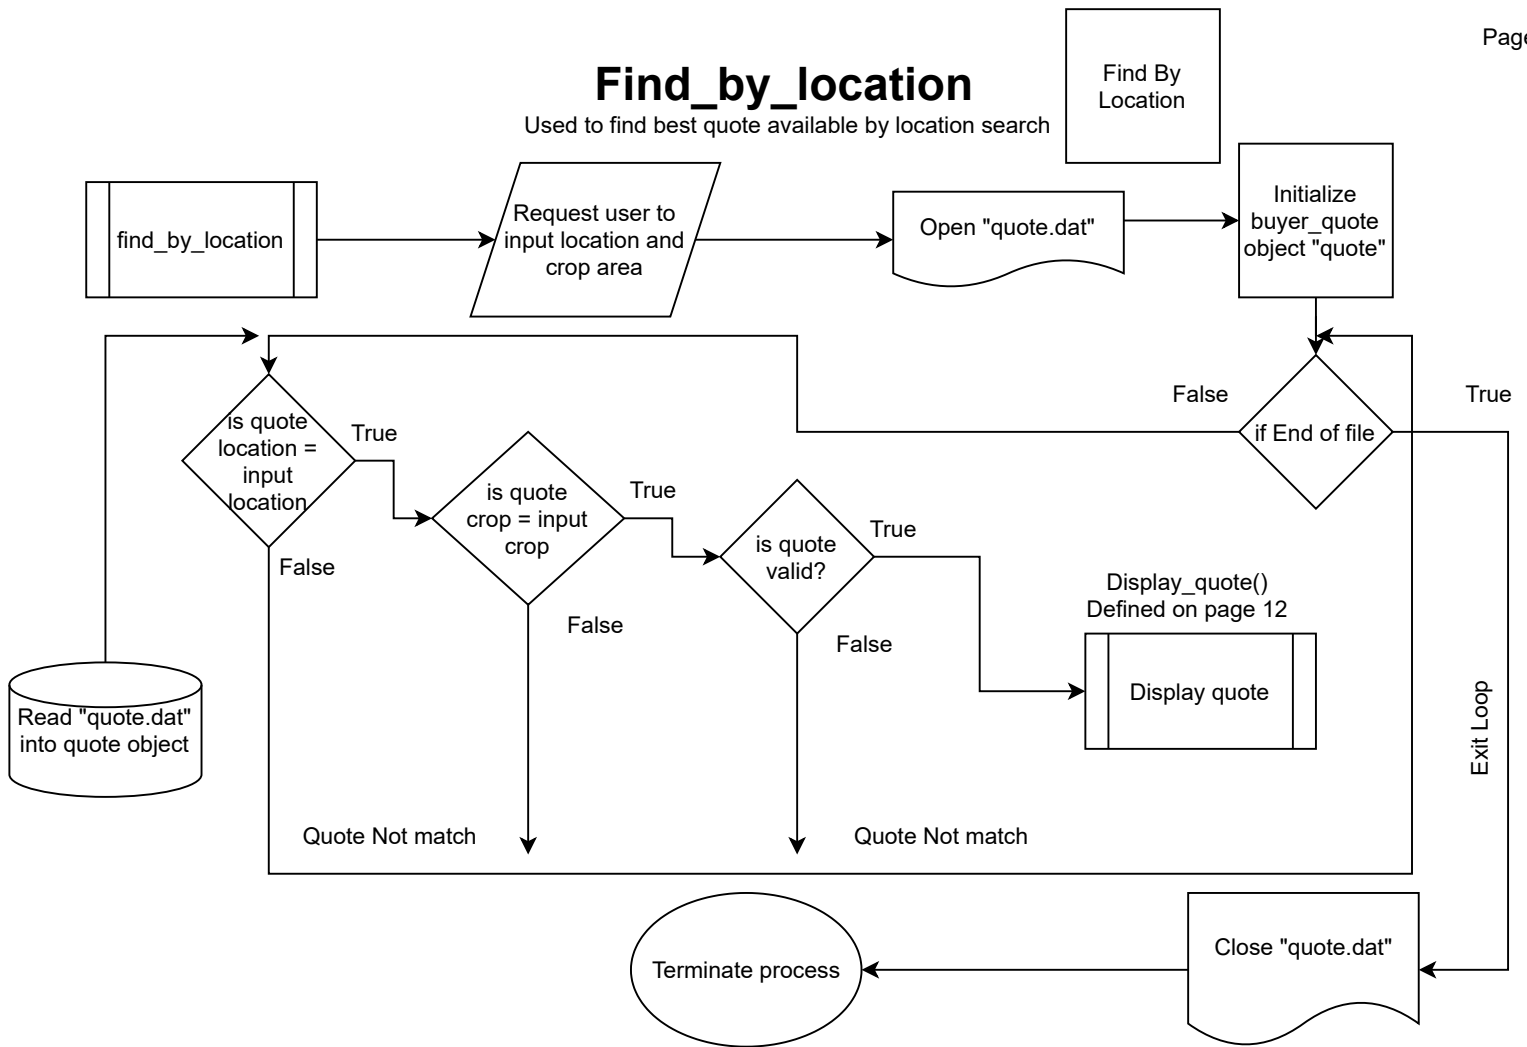 Page
Find By
Location
Find_by_location
Used to find best quote available by location search
find_by_location
Request user to
input location and
crop area
Open "quote.dat"
Initialize
buyer_quote
object "quote"
False
True
if End of file
is quote
location =
input
location
True
False
is quote
crop = input
crop
True
False
is quote
valid?
True
False
Display_quote()
Defined on page 12
Display quote
Exit Loop
Read "quote.dat"
into quote object
Quote Not match
Quote Not match
Close "quote.dat"
Terminate process